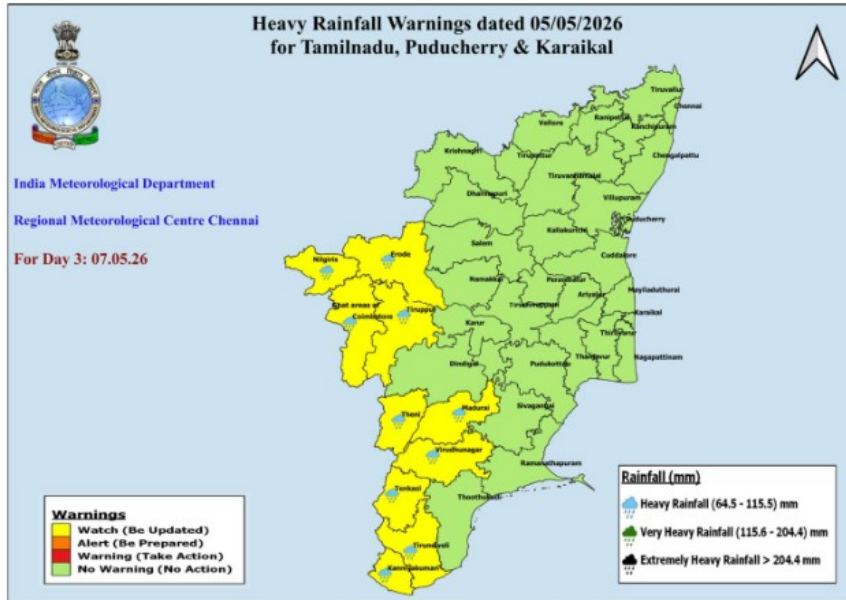 Heavy Rainfall Warnings dated 05/05/2026
for Tamilnadu, Puducherry & Karaikal
India Meteorological Department
Regional Meteorological Centre Chennai
For Day 3: 07.05.26
Tiruvallur
Chennai
Ranipettai
Vellore
Kanchipuram
Chengalpattu
Krishnagiri
Tirupattur
Tiruvannamalai
Dharmapuri
Villupuram
Puducherry
Kallakurichi
Salem
Cuddalore
Nilgiris
Erode
Namakkal
Perambalur
Ariyalur
Mayiladuthurai
Ghat areas of
Coimbatore
Tiruppur
Tiruchirappalli
Karaikal
Karur
Thiruvarur
Thanjavur
Nagapattinam
Dindigal
Pudukottai
Theni
Madurai
Sivagangai
Virudhunagar
Ramanathapuram
Tenkasi
Thoothukudi
Tirunelveli
Kanniyakumari
Warnings
Watch (Be Updated)
Alert (Be Prepared)
Warning (Take Action)
No Warning (No Action)
Rainfall (mm)
Heavy Rainfall (64.5 - 115.5) mm
Very Heavy Rainfall (115.6 - 204.4) mm
Extremely Heavy Rainfall > 204.4 mm